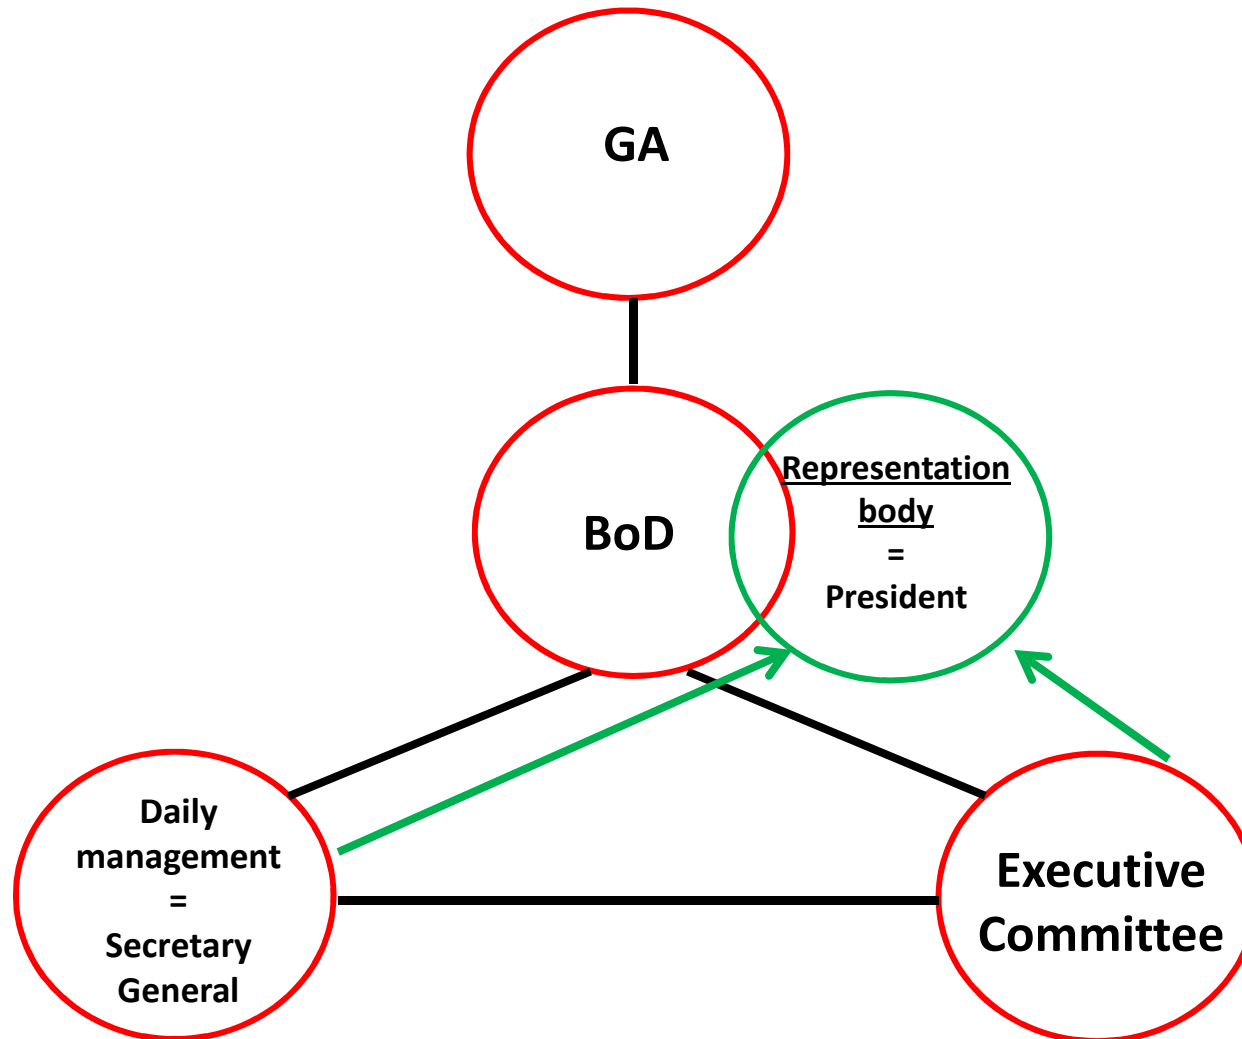 GA
BoD
Representation
body
=
President
Daily
management
=
Secretary
General
Executive
Committee